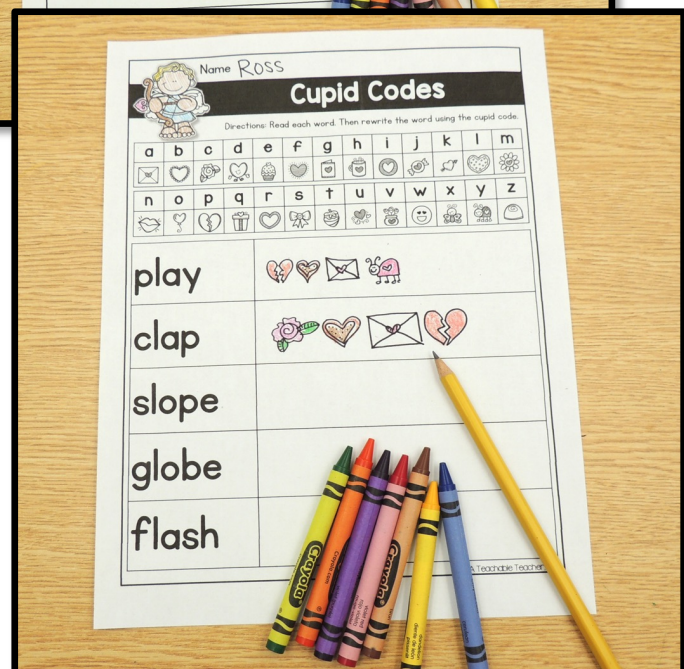 Name Ross
Cupid Codes
Directions: Read each word. Then rewrite the word using the cupid code.
a b c d e f g h i j k l m
n o p q r s t u v w x y z
play
clap
slope
globe
flash
A Teachable Teacher
Crayola
Crayola